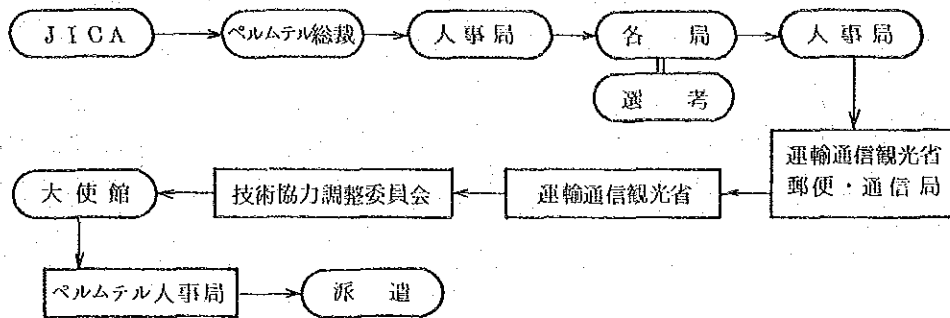 JICA
ペルムテル総裁
人事局
各局
人事局
選考
運輸通信観光省
郵便・通信局
運輸通信観光省
技術協力調整委員会
大使館
ペルムテル人事局
派遣